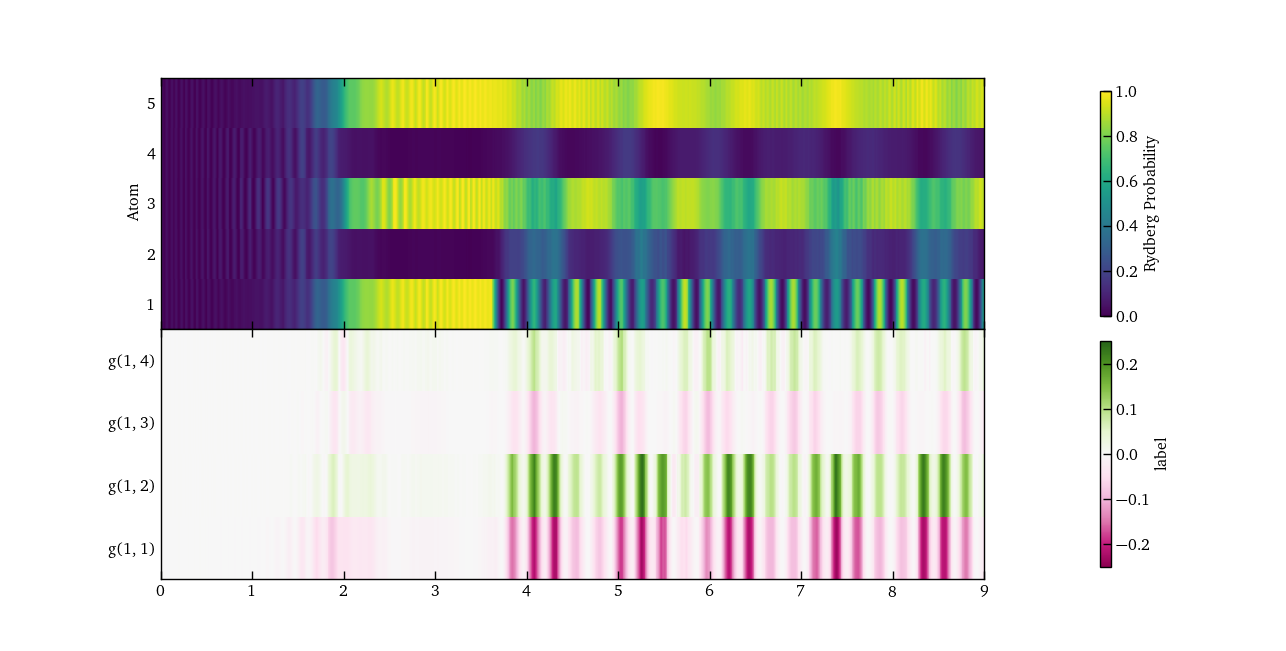 5
4
3
2
1
Atom
g(1, 4)
g(1, 3)
g(1, 2)
g(1, 1)
0 1 2 3 4 5 6 7 8 9
1.0
0.8
0.6
0.4
0.2
0.0
Rydberg Probability
0.2
0.1
0.0
−0.1
−0.2
label